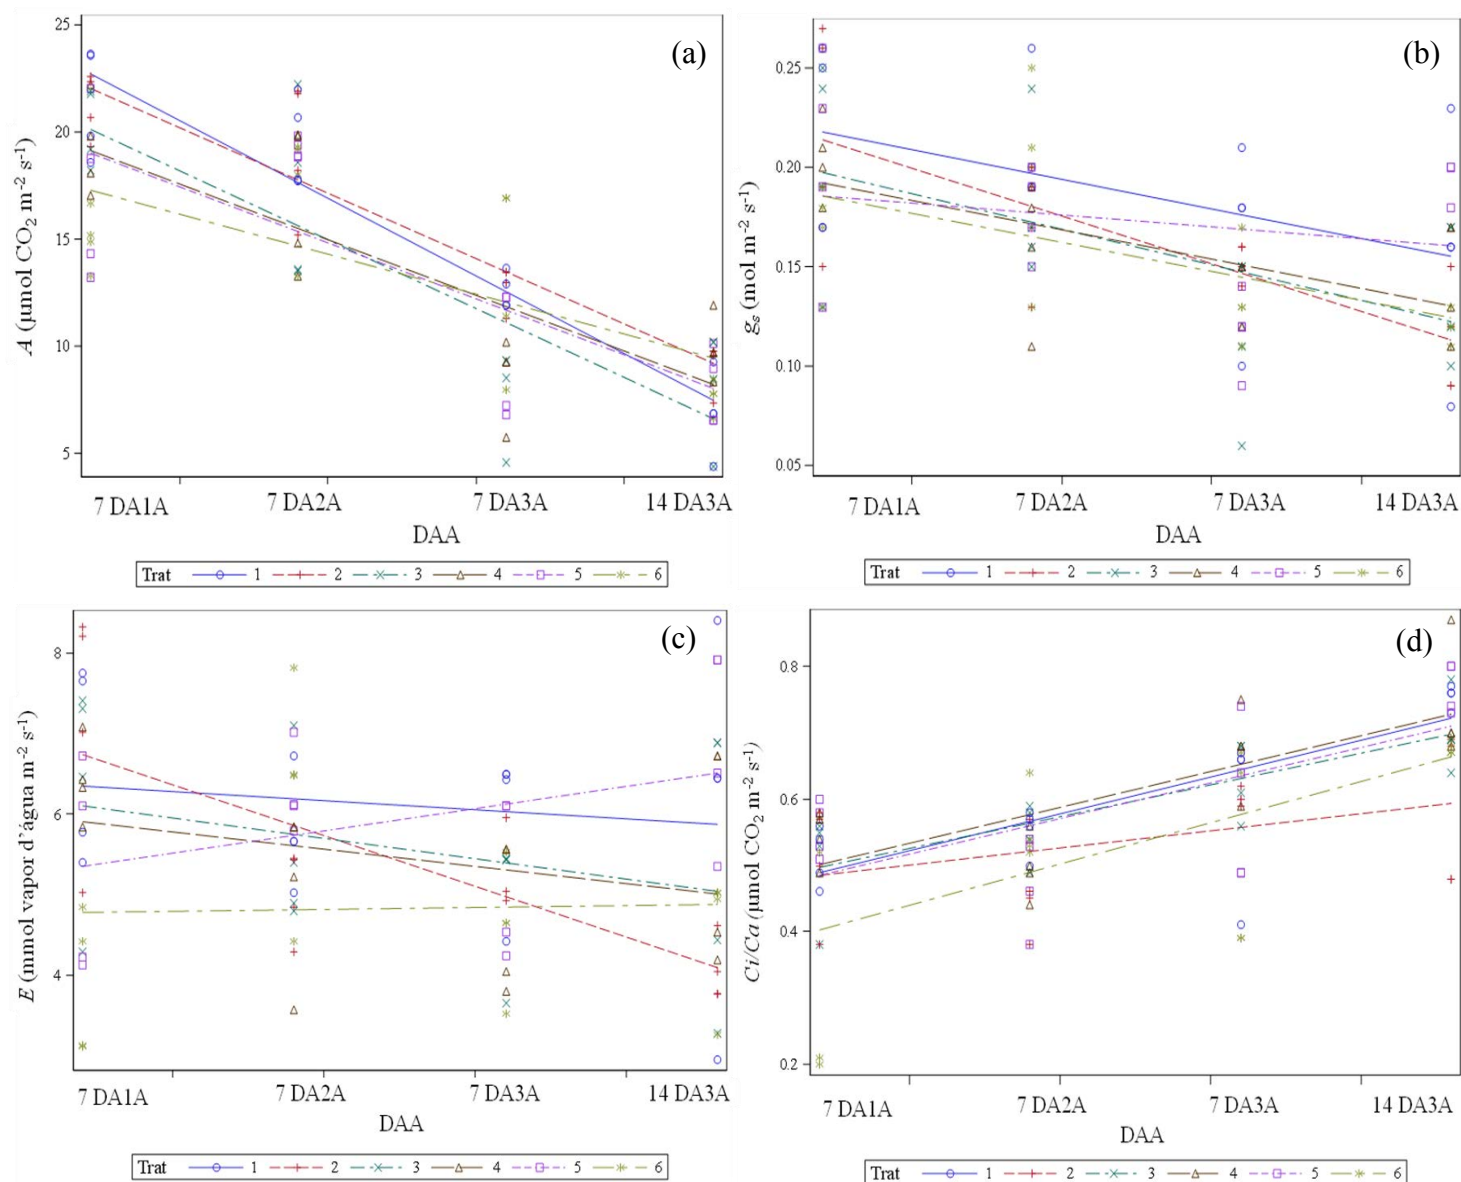 (a)
A (µmol CO₂ m⁻² s⁻¹)
25
20
15
10
5
7 DA1A 7 DA2A 7 DA3A 14 DA3A
DAA
Trat 1 2 3 4 5 6
(b)
gₛ (mol m⁻² s⁻¹)
0.25
0.20
0.15
0.10
0.05
7 DA1A 7 DA2A 7 DA3A 14 DA3A
DAA
Trat 1 2 3 4 5 6
(c)
E (mmol vapor d'água m⁻² s⁻¹)
8
6
4
7 DA1A 7 DA2A 7 DA3A 14 DA3A
DAA
Trat 1 2 3 4 5 6
(d)
Ci/Ca (µmol CO₂ m⁻² s⁻¹)
0.8
0.6
0.4
0.2
7 DA1A 7 DA2A 7 DA3A 14 DA3A
DAA
Trat 1 2 3 4 5 6